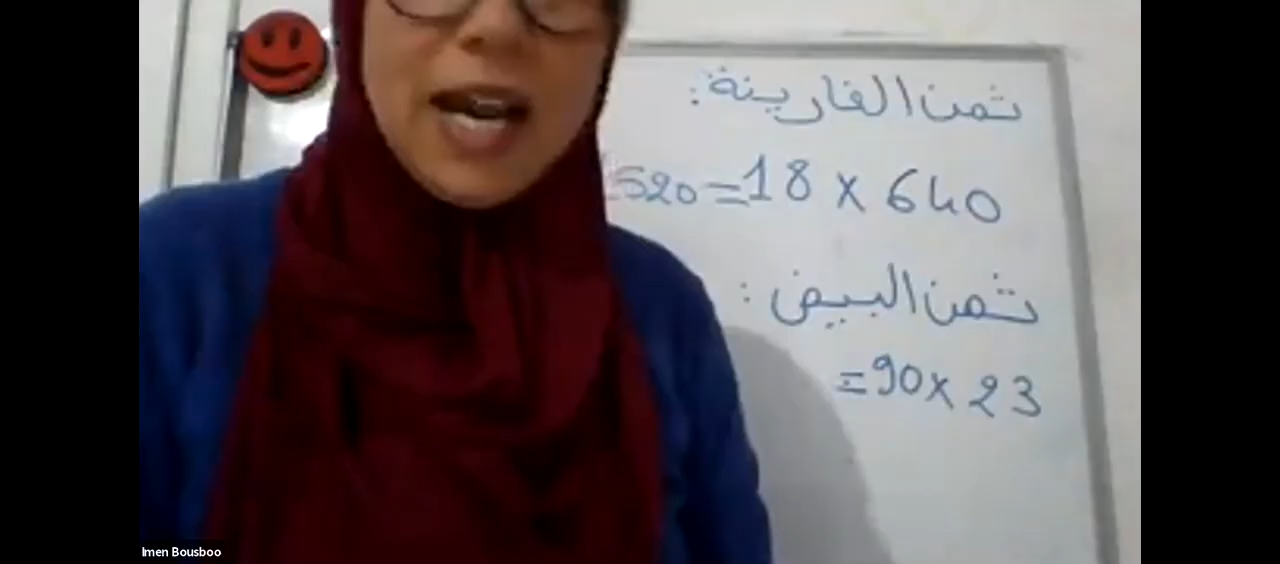 ثمن الفارينة:
520 = 18 x 640
ثمن البيض:
= 90 x 23
Imen Bousboo